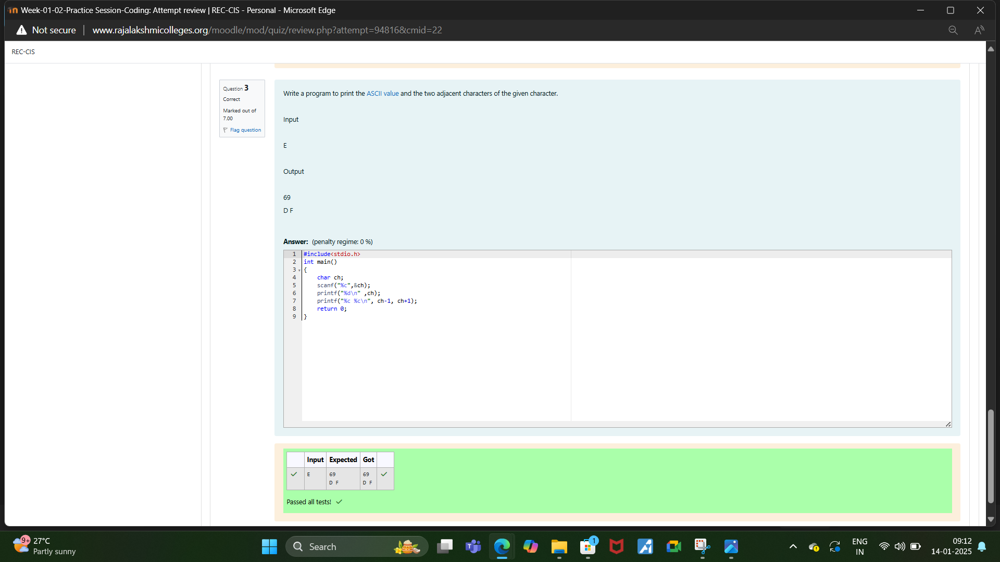 Week-01-02-Practice Session-Coding: Attempt review | REC-CIS - Personal - Microsoft Edge
Not secure | www.rajalakshmicolleges.org/moodle/mod/quiz/review.php?attempt=94816&cmid=22
REC-CIS
Question 3
Correct
Marked out of
7.00
Flag question
Write a program to print the ASCII value and the two adjacent characters of the given character.
Input
E
Output
69
D F
Answer: (penalty regime: 0 %)
1 #include<stdio.h>
2 int main()
3 {
4 char ch;
5 scanf("%c",&ch);
6 printf("%d\n" ,ch);
7 printf("%c %c\n", ch-1, ch+1);
8 return 0;
9 }
Input Expected Got
E 69 69
D F D F
Passed all tests!
9+ 27°C
Partly sunny
Search
1
ENG
IN
09:12
14-01-2025